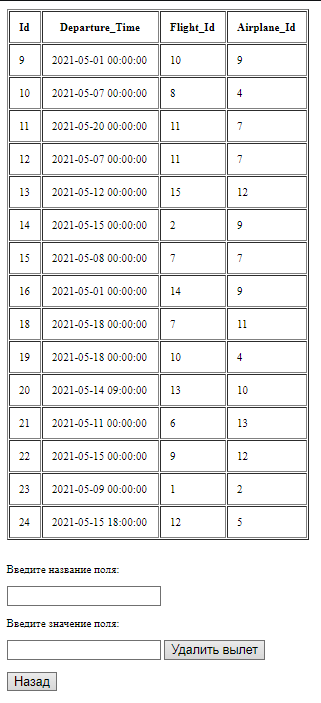 Id Departure_Time Flight_Id Airplane_Id
9 2021-05-01 00:00:00 10 9
10 2021-05-07 00:00:00 8 4
11 2021-05-20 00:00:00 11 7
12 2021-05-07 00:00:00 11 7
13 2021-05-12 00:00:00 15 12
14 2021-05-15 00:00:00 2 9
15 2021-05-08 00:00:00 7 7
16 2021-05-01 00:00:00 14 9
18 2021-05-18 00:00:00 7 11
19 2021-05-18 00:00:00 10 4
20 2021-05-14 09:00:00 13 10
21 2021-05-11 00:00:00 6 13
22 2021-05-15 00:00:00 9 12
23 2021-05-09 00:00:00 1 2
24 2021-05-15 18:00:00 12 5
Введите название поля:
Введите значение поля:
Удалить вылет
Назад